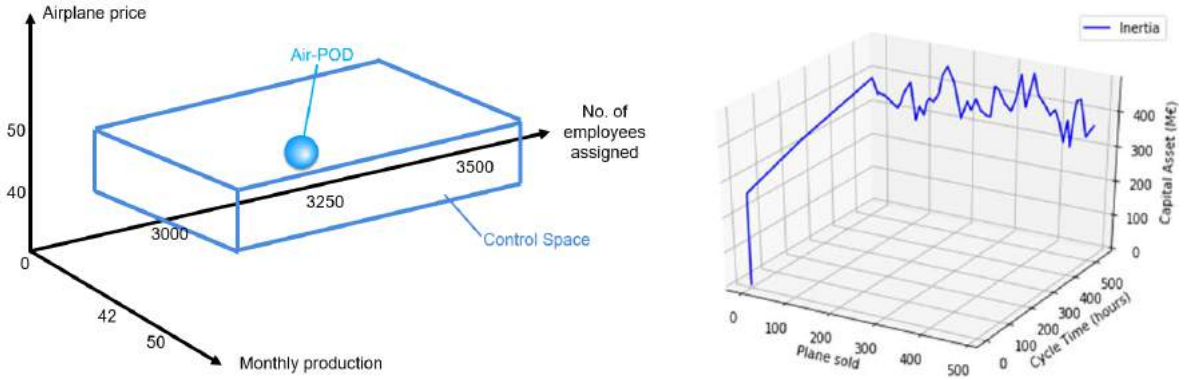 Airplane price
Air-POD
No. of
employees
assigned
50
40
0
3500
3250
3000
Control Space
42
50
Monthly production
Inertia
400
300
200
100
0
Capital Asset (M€)
500
400
300
200
100
0
Cycle Time (hours)
0
100
200
300
400
500
Plane sold